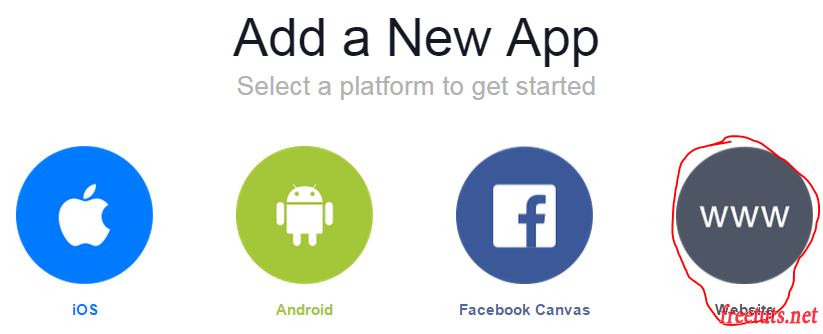 Add a New App
Select a platform to get started
www
iOS
Android
Facebook Canvas
Website
freetuts.net